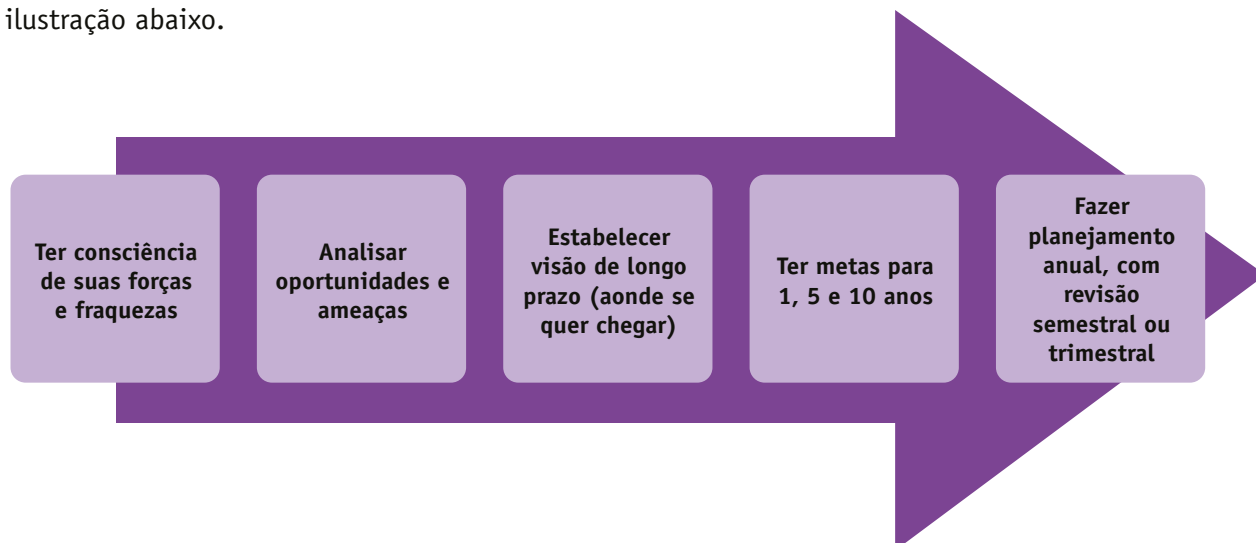 ilustração abaixo.
Ter consciência
de suas forças
e fraquezas
Analisar
oportunidades e
ameaças
Estabelecer
visão de longo
prazo (aonde se
quer chegar)
Ter metas para
1, 5 e 10 anos
Fazer
planejamento
anual, com
revisão
semestral ou
trimestral